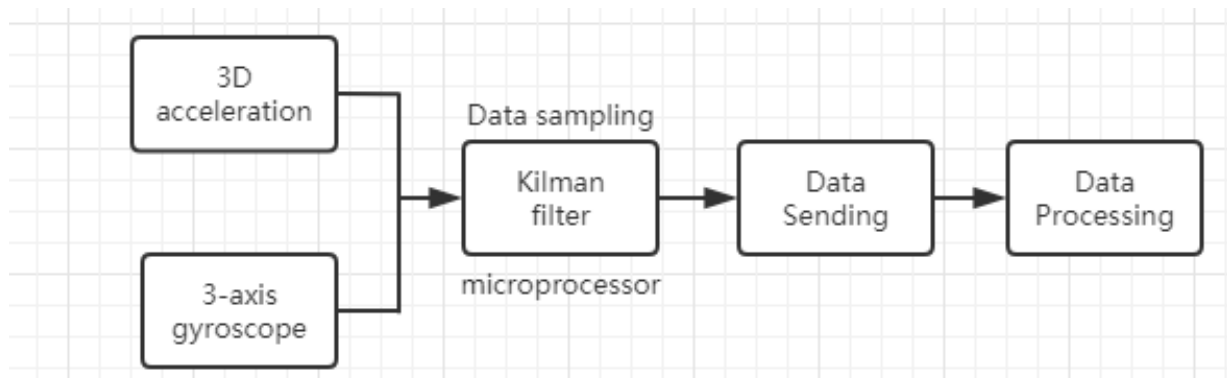 3D
acceleration
3-axis
gyroscope
Data sampling
Kilman
filter
microprocessor
Data
Sending
Data
Processing